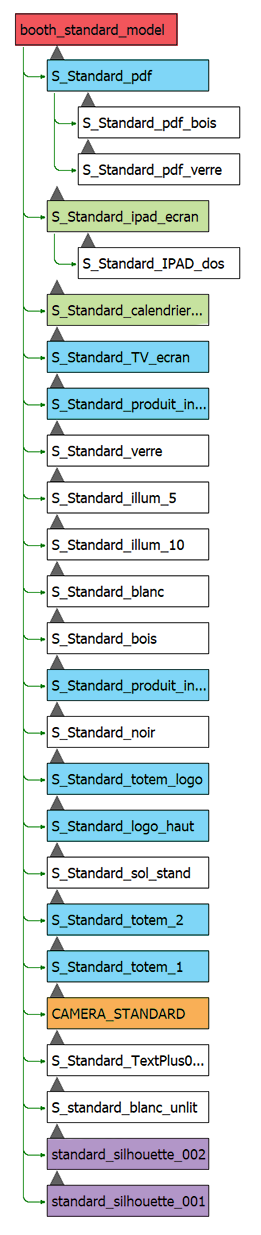 booth_standard_model
S_Standard_pdf
S_Standard_pdf_bois
S_Standard_pdf_verre
S_Standard_ipad_ecran
S_Standard_IPAD_dos
S_Standard_calendrier...
S_Standard_TV_ecran
S_Standard_produit_in...
S_Standard_verre
S_Standard_illum_5
S_Standard_illum_10
S_Standard_blanc
S_Standard_bois
S_Standard_produit_in...
S_Standard_noir
S_Standard_totem_logo
S_Standard_logo_haut
S_Standard_sol_stand
S_Standard_totem_2
S_Standard_totem_1
CAMERA_STANDARD
S_Standard_TextPlus0...
S_standard_blanc_unlit
standard_silhouette_002
standard_silhouette_001